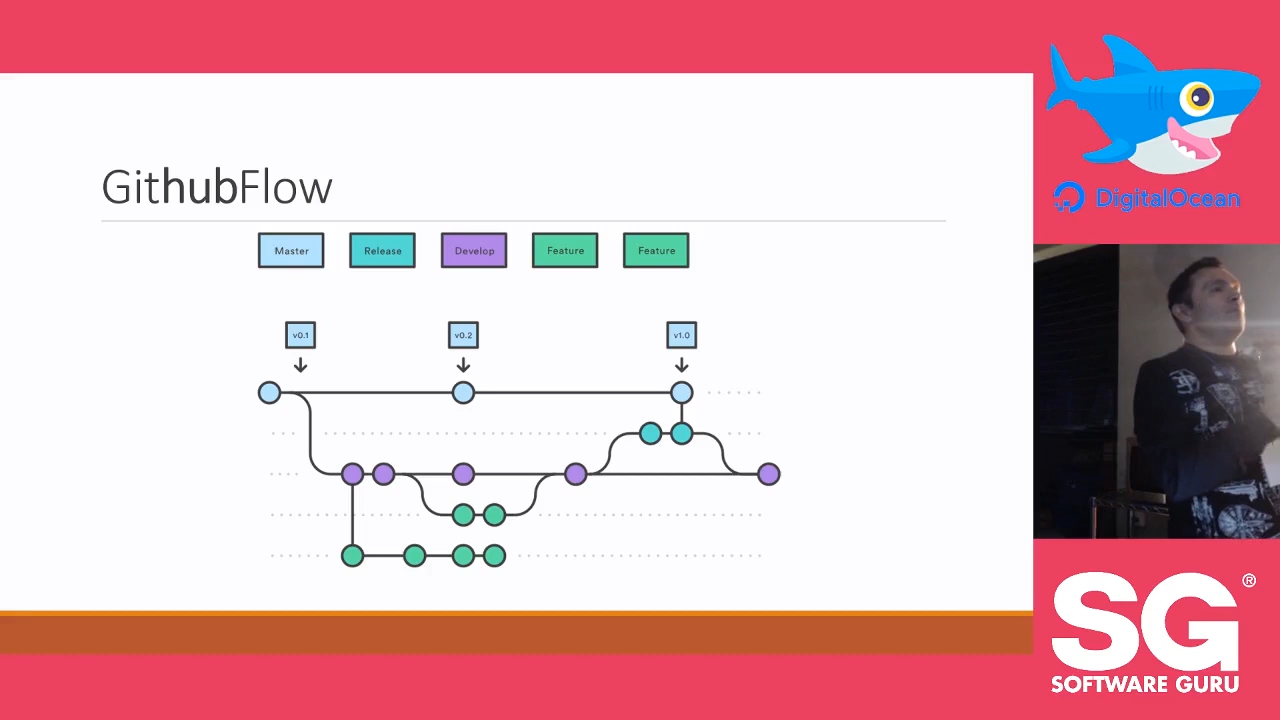 GithubFlow
Master Release Develop Feature Feature
v0.1 v0.2 v1.0
DigitalOcean
SG®
SOFTWARE GURU